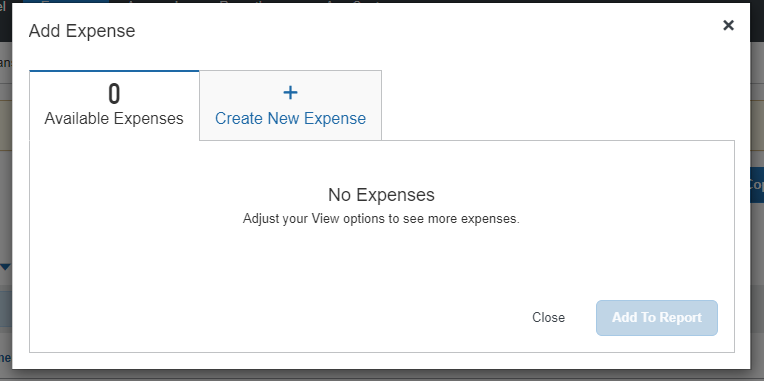 Add Expense
×
0
Available Expenses
+
Create New Expense
No Expenses
Adjust your View options to see more expenses.
Close
Add To Report